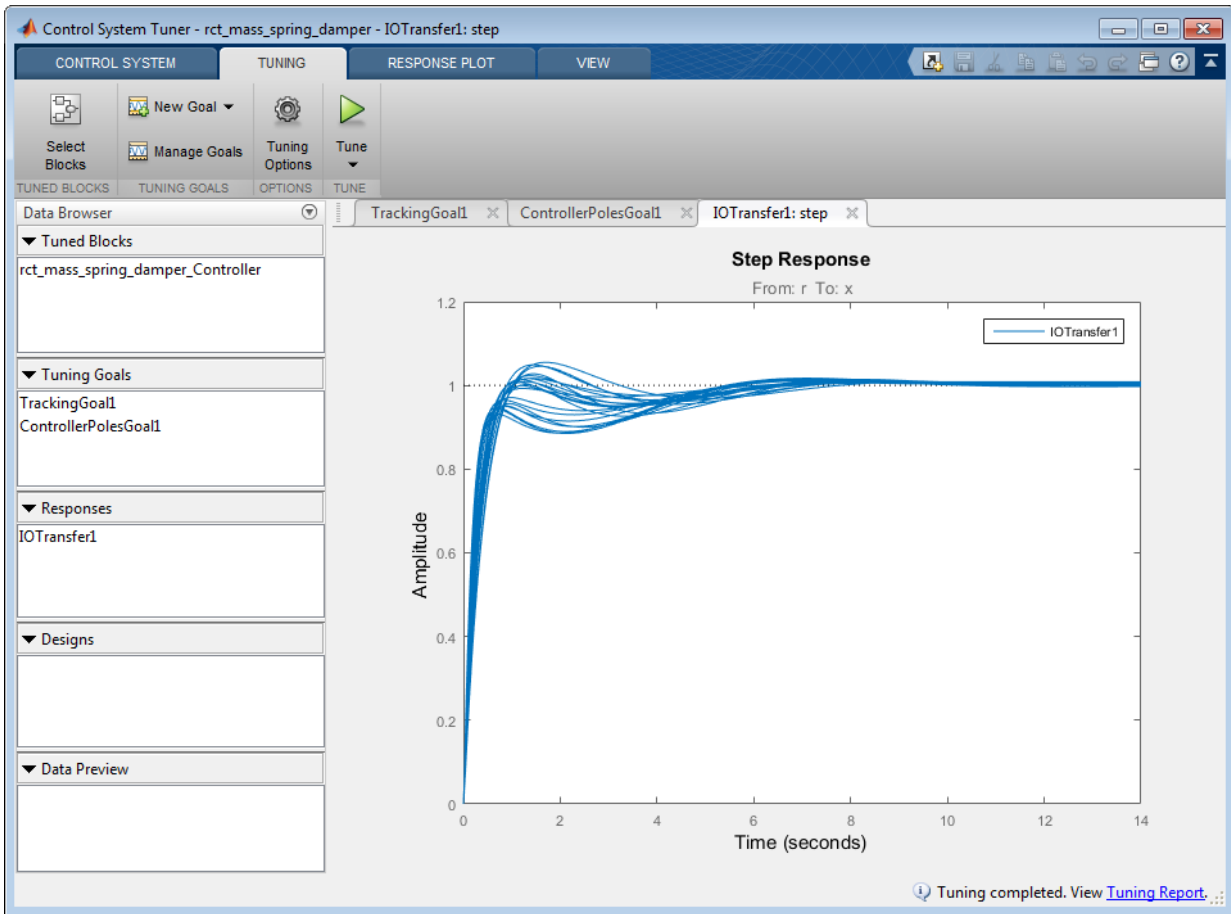 Control System Tuner - rct_mass_spring_damper - IOTransfer1: step
CONTROL SYSTEM
TUNING
RESPONSE PLOT
VIEW
Select
Blocks
New Goal
Manage Goals
Tuning
Options
Tune
TUNED BLOCKS
TUNING GOALS
OPTIONS
TUNE
Data Browser
Tuned Blocks
rct_mass_spring_damper_Controller
Tuning Goals
TrackingGoal1
ControllerPolesGoal1
Responses
IOTransfer1
Designs
Data Preview
TrackingGoal1
ControllerPolesGoal1
IOTransfer1: step
Step Response
From: r To: x
IOTransfer1
Amplitude
1.2
1
0.8
0.6
0.4
0.2
0
0 2 4 6 8 10 12 14
Time (seconds)
Tuning completed. View Tuning Report.